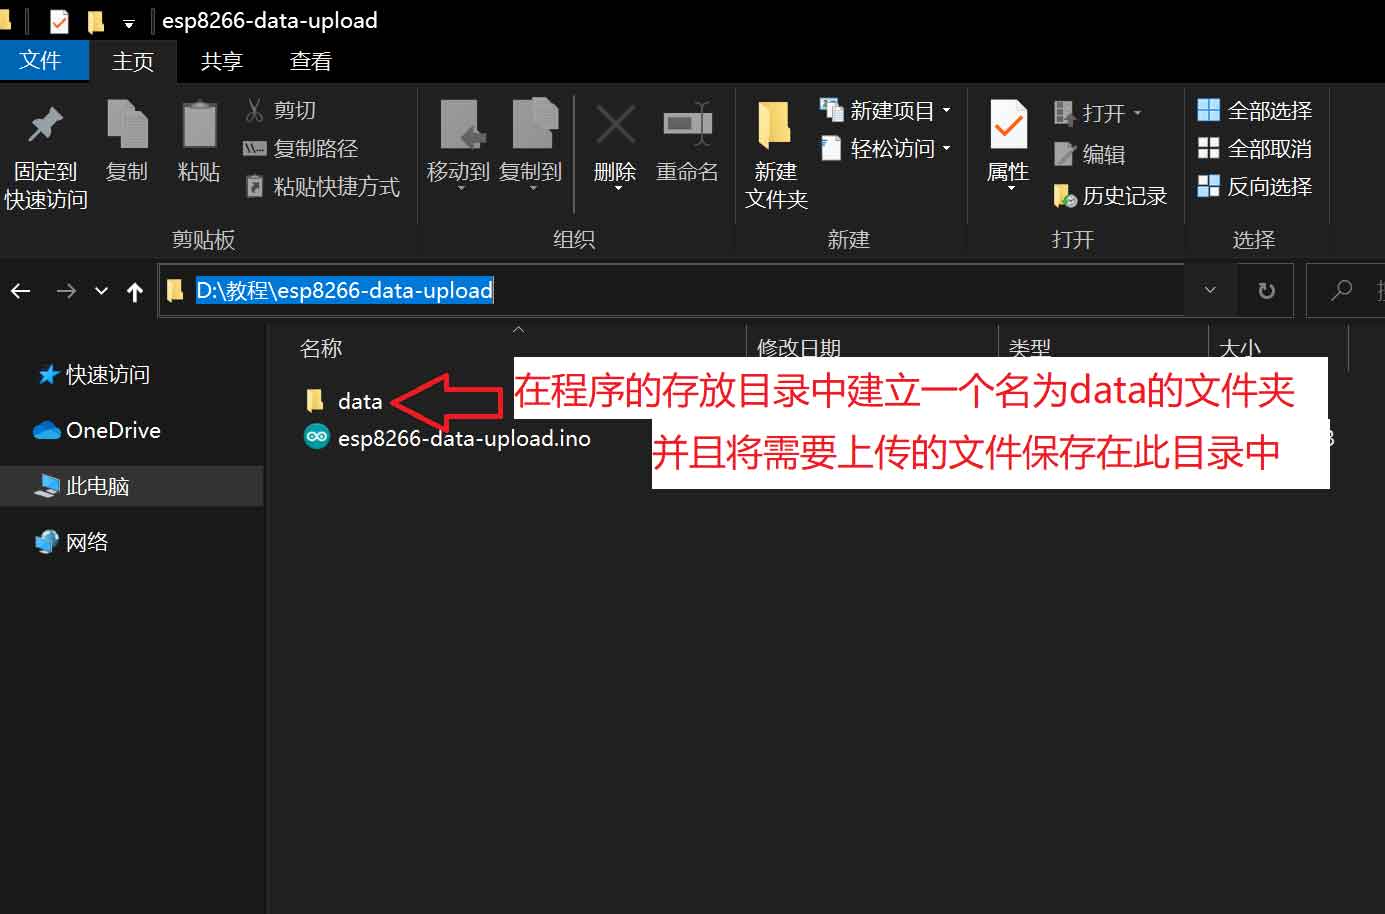 esp8266-data-upload
文件 主页 共享 查看
固定到
快速访问
复制
粘贴
剪切
复制路径
粘贴快捷方式
剪贴板
移动到
复制到
删除
重命名
组织
新建
文件夹
新建项目
轻松访问
新建
属性
打开
编辑
历史记录
打开
全部选择
全部取消
反向选择
选择
D:\教程\esp8266-data-upload
快速访问
OneDrive
此电脑
网络
名称 修改日期 类型 大小
data
在程序的存放目录中建立一个名为data的文件夹
esp8266-data-upload.ino
并且将需要上传的文件保存在此目录中